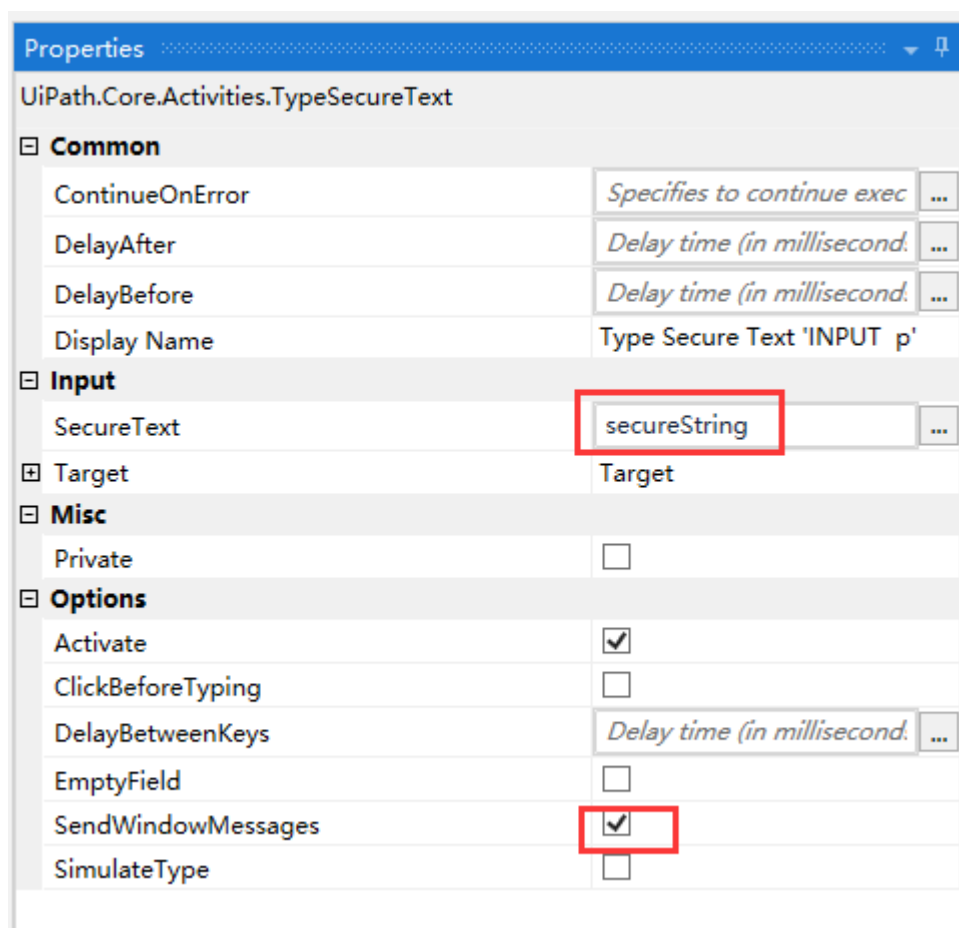 Properties
UiPath.Core.Activities.TypeSecureText
Common
ContinueOnError Specifies to continue exec ...
DelayAfter Delay time (in millisecond: ...
DelayBefore Delay time (in millisecond: ...
Display Name Type Secure Text 'INPUT p'
Input
SecureText secureString ...
Target Target
Misc
Private
Options
Activate
ClickBeforeTyping
DelayBetweenKeys Delay time (in millisecond: ...
EmptyField
SendWindowMessages
SimulateType